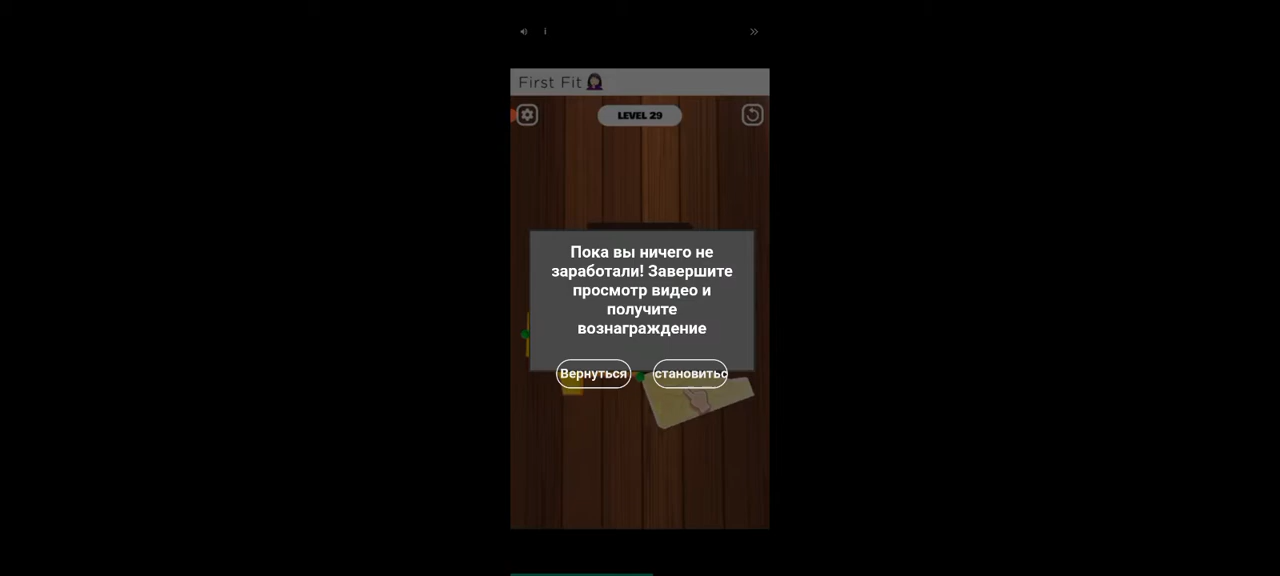 First Fit
LEVEL 29
Пока вы ничего не
заработали! Завершите
просмотр видео и
получите
вознаграждение
Вернуться становитьс